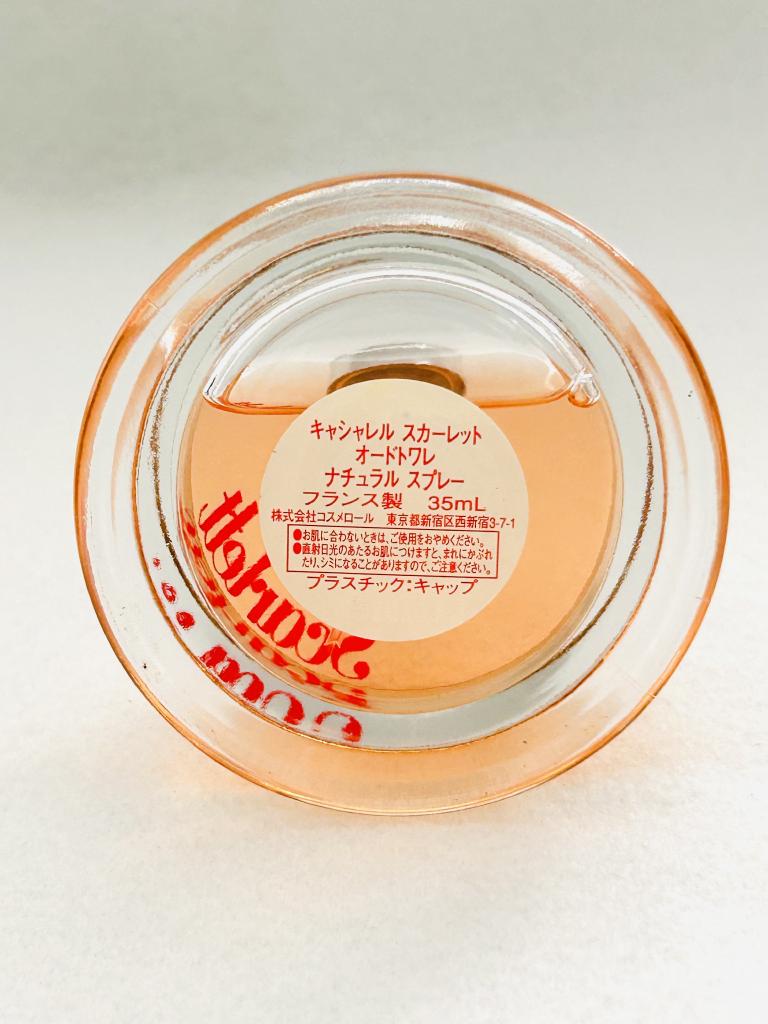 キャシャレル スカーレット
オードトワレ
ナチュラル スプレー
フランス製 35mL
株式会社コスメロール 東京都新宿区西新宿3-7-1
●お肌に合わないときは、ご使用をおやめください。
●直射日光のあたるお肌につけますと、まれにかぶれ
たり、シミになることがありますので、ご注意ください。
プラスチック：キャップ
Scarlett